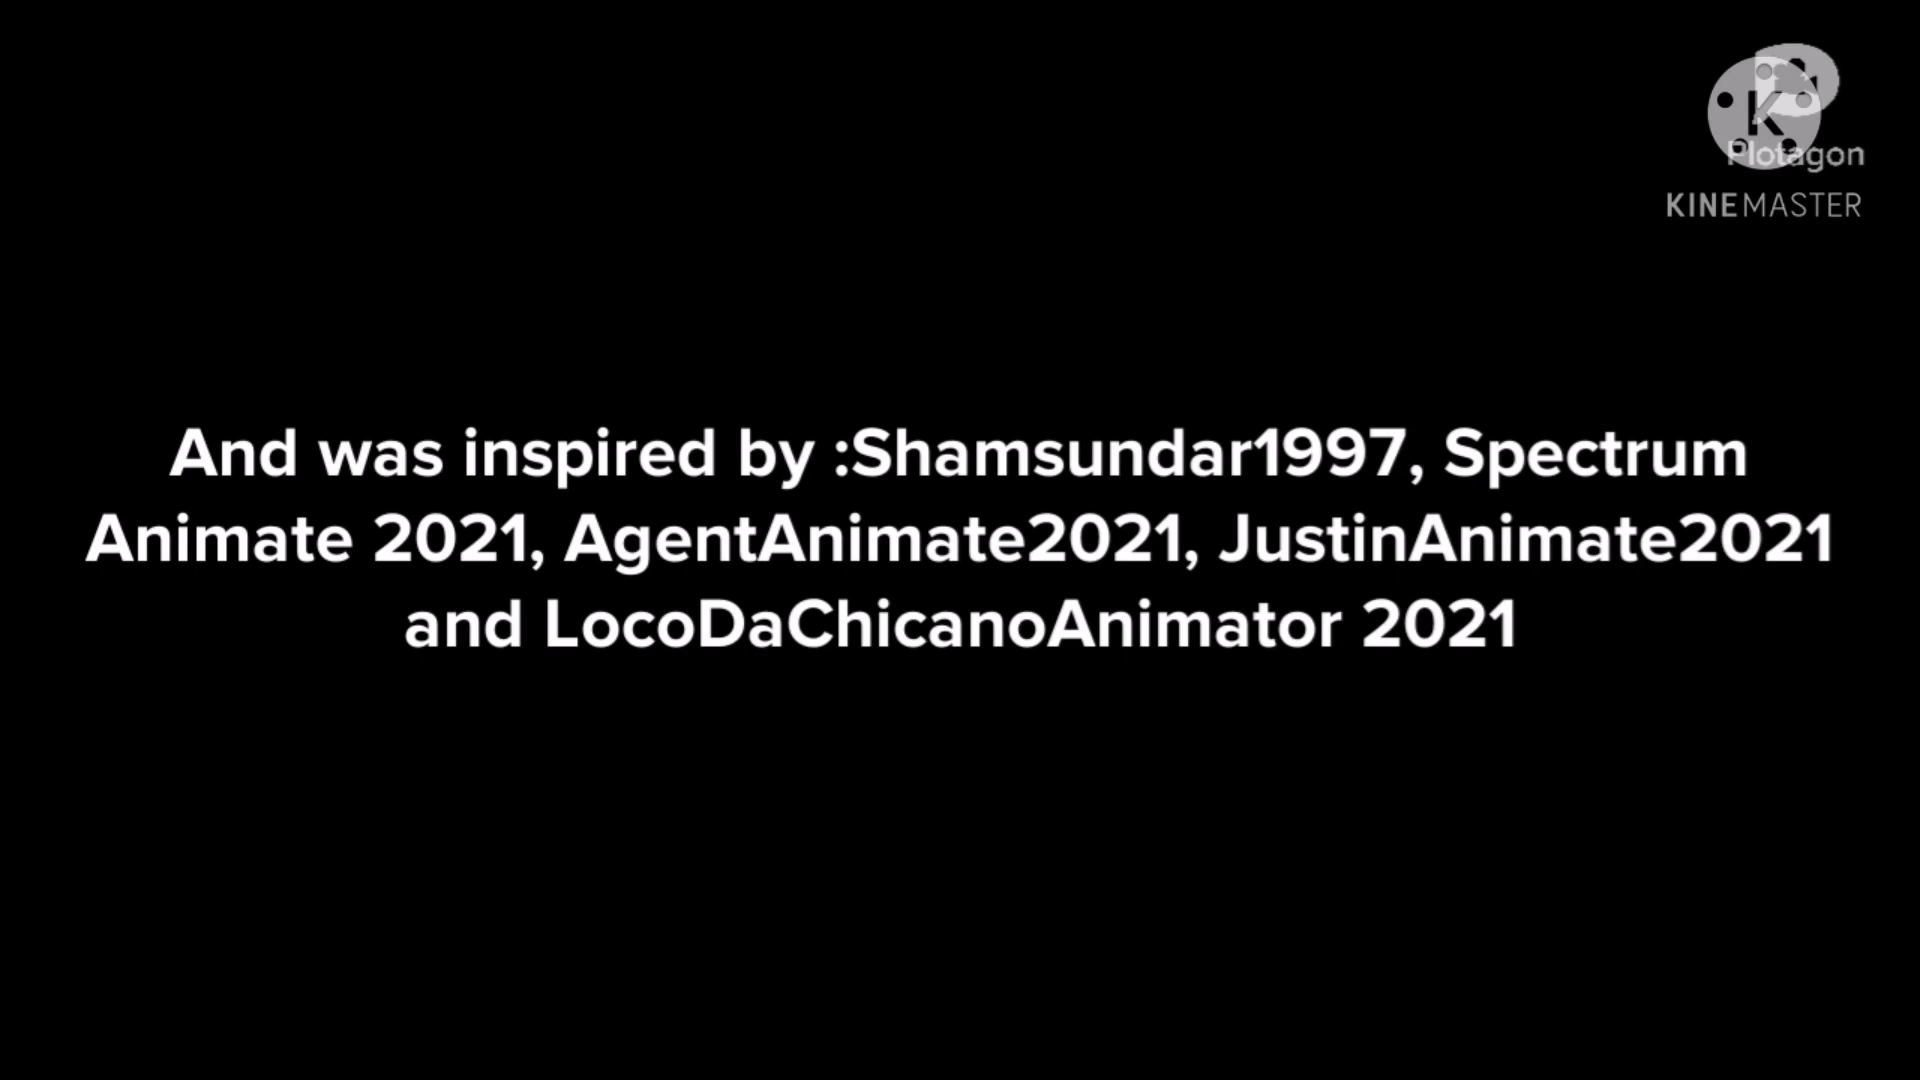 K
Plotagon
KINEMASTER
And was inspired by :Shamsundar1997, Spectrum
Animate 2021, AgentAnimate2021, JustinAnimate2021
and LocoDaChicanoAnimator 2021